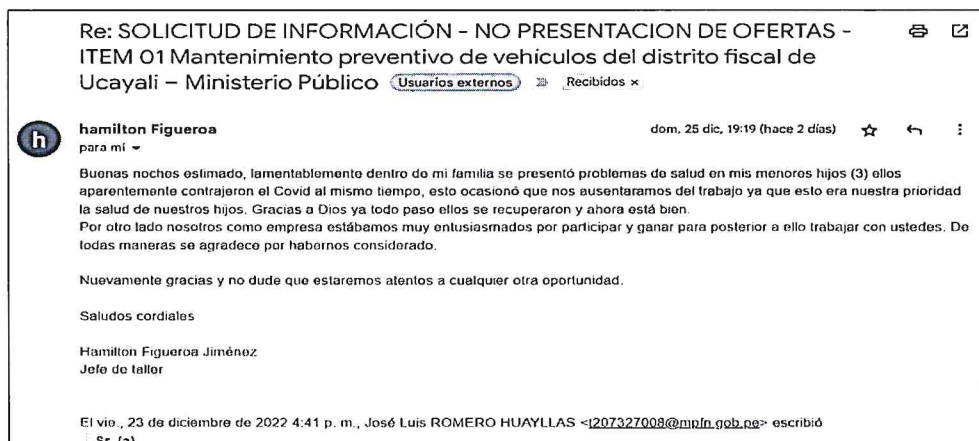 Re: SOLICITUD DE INFORMACIÓN - NO PRESENTACION DE OFERTAS -
ITEM 01 Mantenimiento preventivo de vehículos del distrito fiscal de
Ucayali – Ministerio Público Usuarios externos Recibidos x
h
hamilton Figueroa dom, 25 dic, 19:19 (hace 2 días)
para mí
Buenas noches estimado, lamentablemente dentro de mi familia se presentó problemas de salud en mis menores hijos (3) ellos
aparentemente contrajeron el Covid al mismo tiempo, esto ocasionó que nos ausentaramos del trabajo ya que esto era nuestra prioridad
la salud de nuestros hijos. Gracias a Dios ya todo paso ellos se recuperaron y ahora está bien.
Por otro lado nosotros como empresa estábamos muy entusiasmados por participar y ganar para posterior a ello trabajar con ustedes. De
todas maneras se agradece por habernos considerado.
Nuevamente gracias y no dude que estaremos atentos a cualquier otra oportunidad.
Saludos cordiales
Hamilton Figueroa Jiménez
Jefe de taller
El vie., 23 de diciembre de 2022 4:41 p. m., José Luis ROMERO HUAYLLAS <t207327008@mpfn.gob.pe> escribió
Sr. (a)